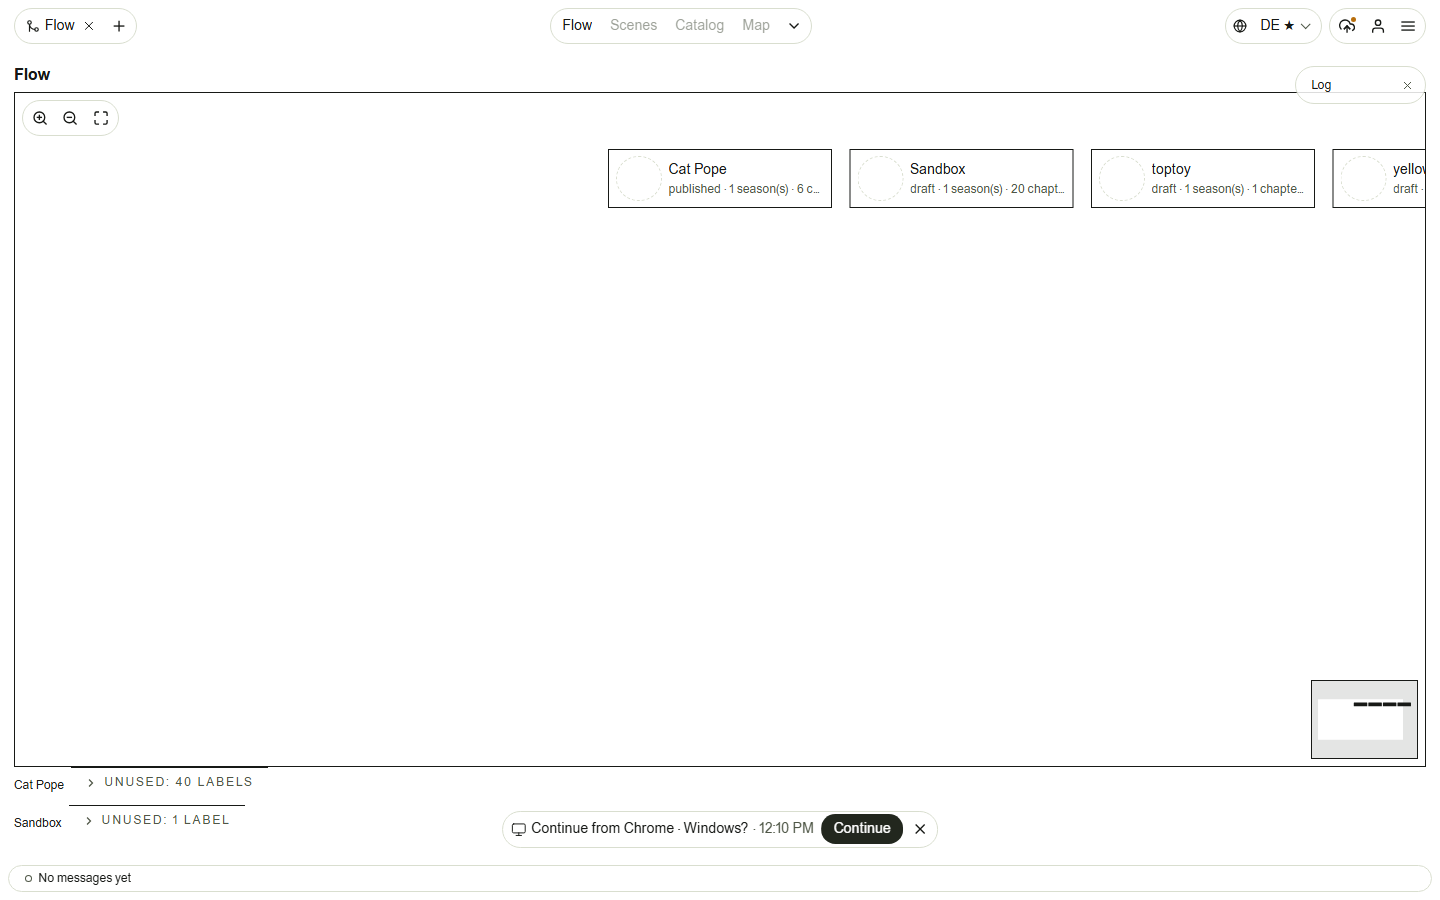 Flow
Flow Scenes Catalog Map
DE ★
Flow
Log
Cat Pope
published · 1 season(s) · 6 c...
Sandbox
draft · 1 season(s) · 20 chapt...
toptoy
draft · 1 season(s) · 1 chapte...
yellow
draft ·
Cat Pope
UNUSED: 40 LABELS
Sandbox
UNUSED: 1 LABEL
Continue from Chrome · Windows? · 12:10 PM Continue
No messages yet